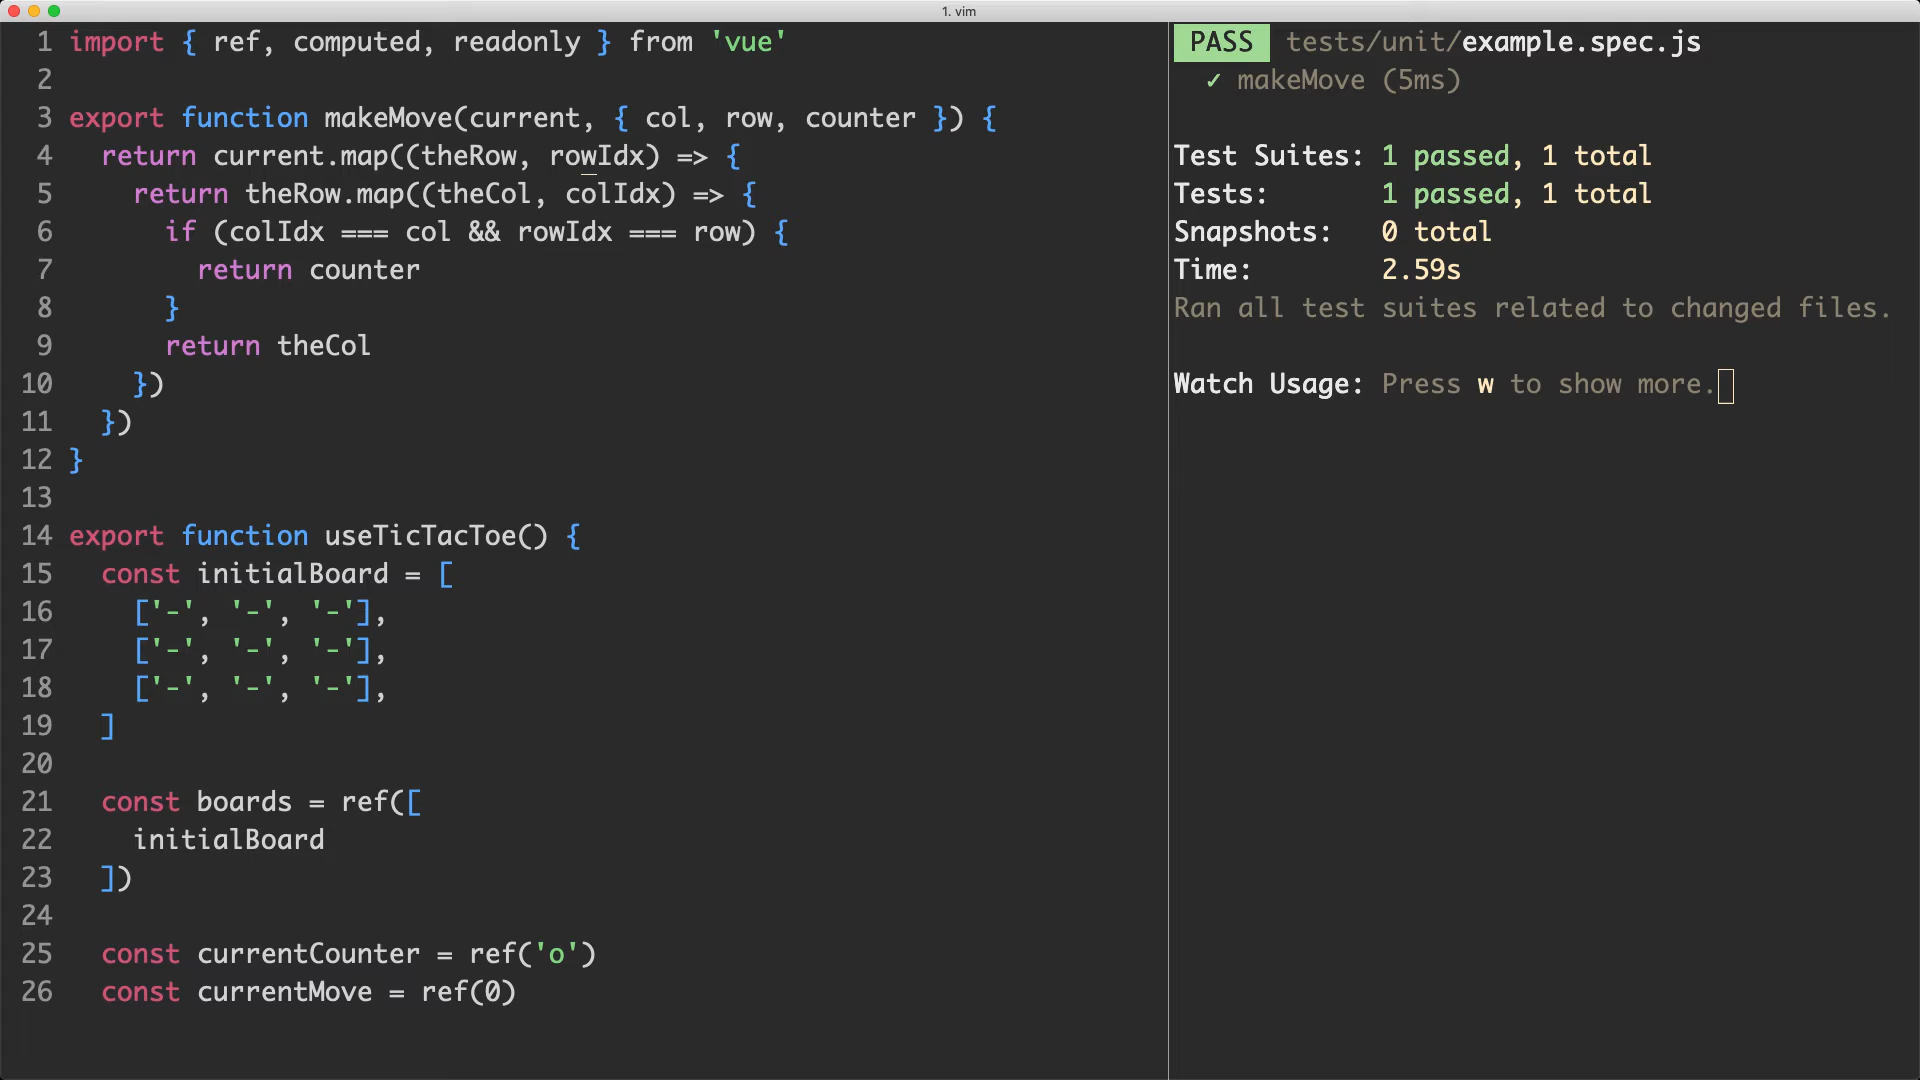 1. vim
1 import { ref, computed, readonly } from 'vue'
2
3 export function makeMove(current, { col, row, counter }) {
4   return current.map((theRow, rowIdx) => {
5     return theRow.map((theCol, colIdx) => {
6       if (colIdx === col && rowIdx === row) {
7         return counter
8       }
9       return theCol
10     })
11   })
12 }
13
14 export function useTicTacToe() {
15   const initialBoard = [
16     ['-', '-', '-'],
17     ['-', '-', '-'],
18     ['-', '-', '-'],
19   ]
20
21   const boards = ref([
22     initialBoard
23   ])
24
25   const currentCounter = ref('o')
26   const currentMove = ref(0)
PASS tests/unit/example.spec.js
✓ makeMove (5ms)
Test Suites: 1 passed, 1 total
Tests:       1 passed, 1 total
Snapshots:   0 total
Time:        2.59s
Ran all test suites related to changed files.
Watch Usage: Press w to show more.